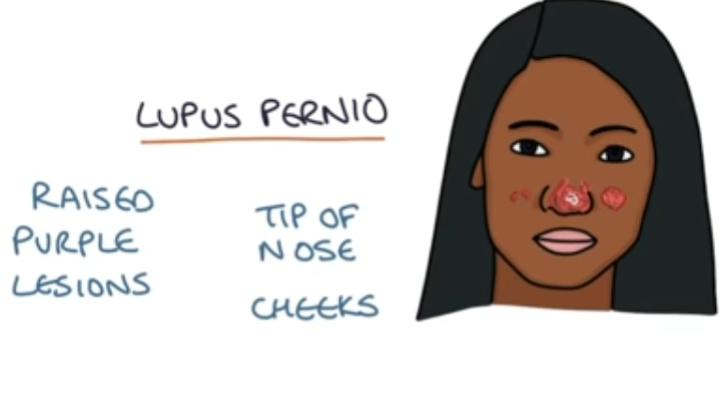 LUPUS PERNIO
RAISED
PURPLE
LESIONS
TIP OF
NOSE
CHEEKS